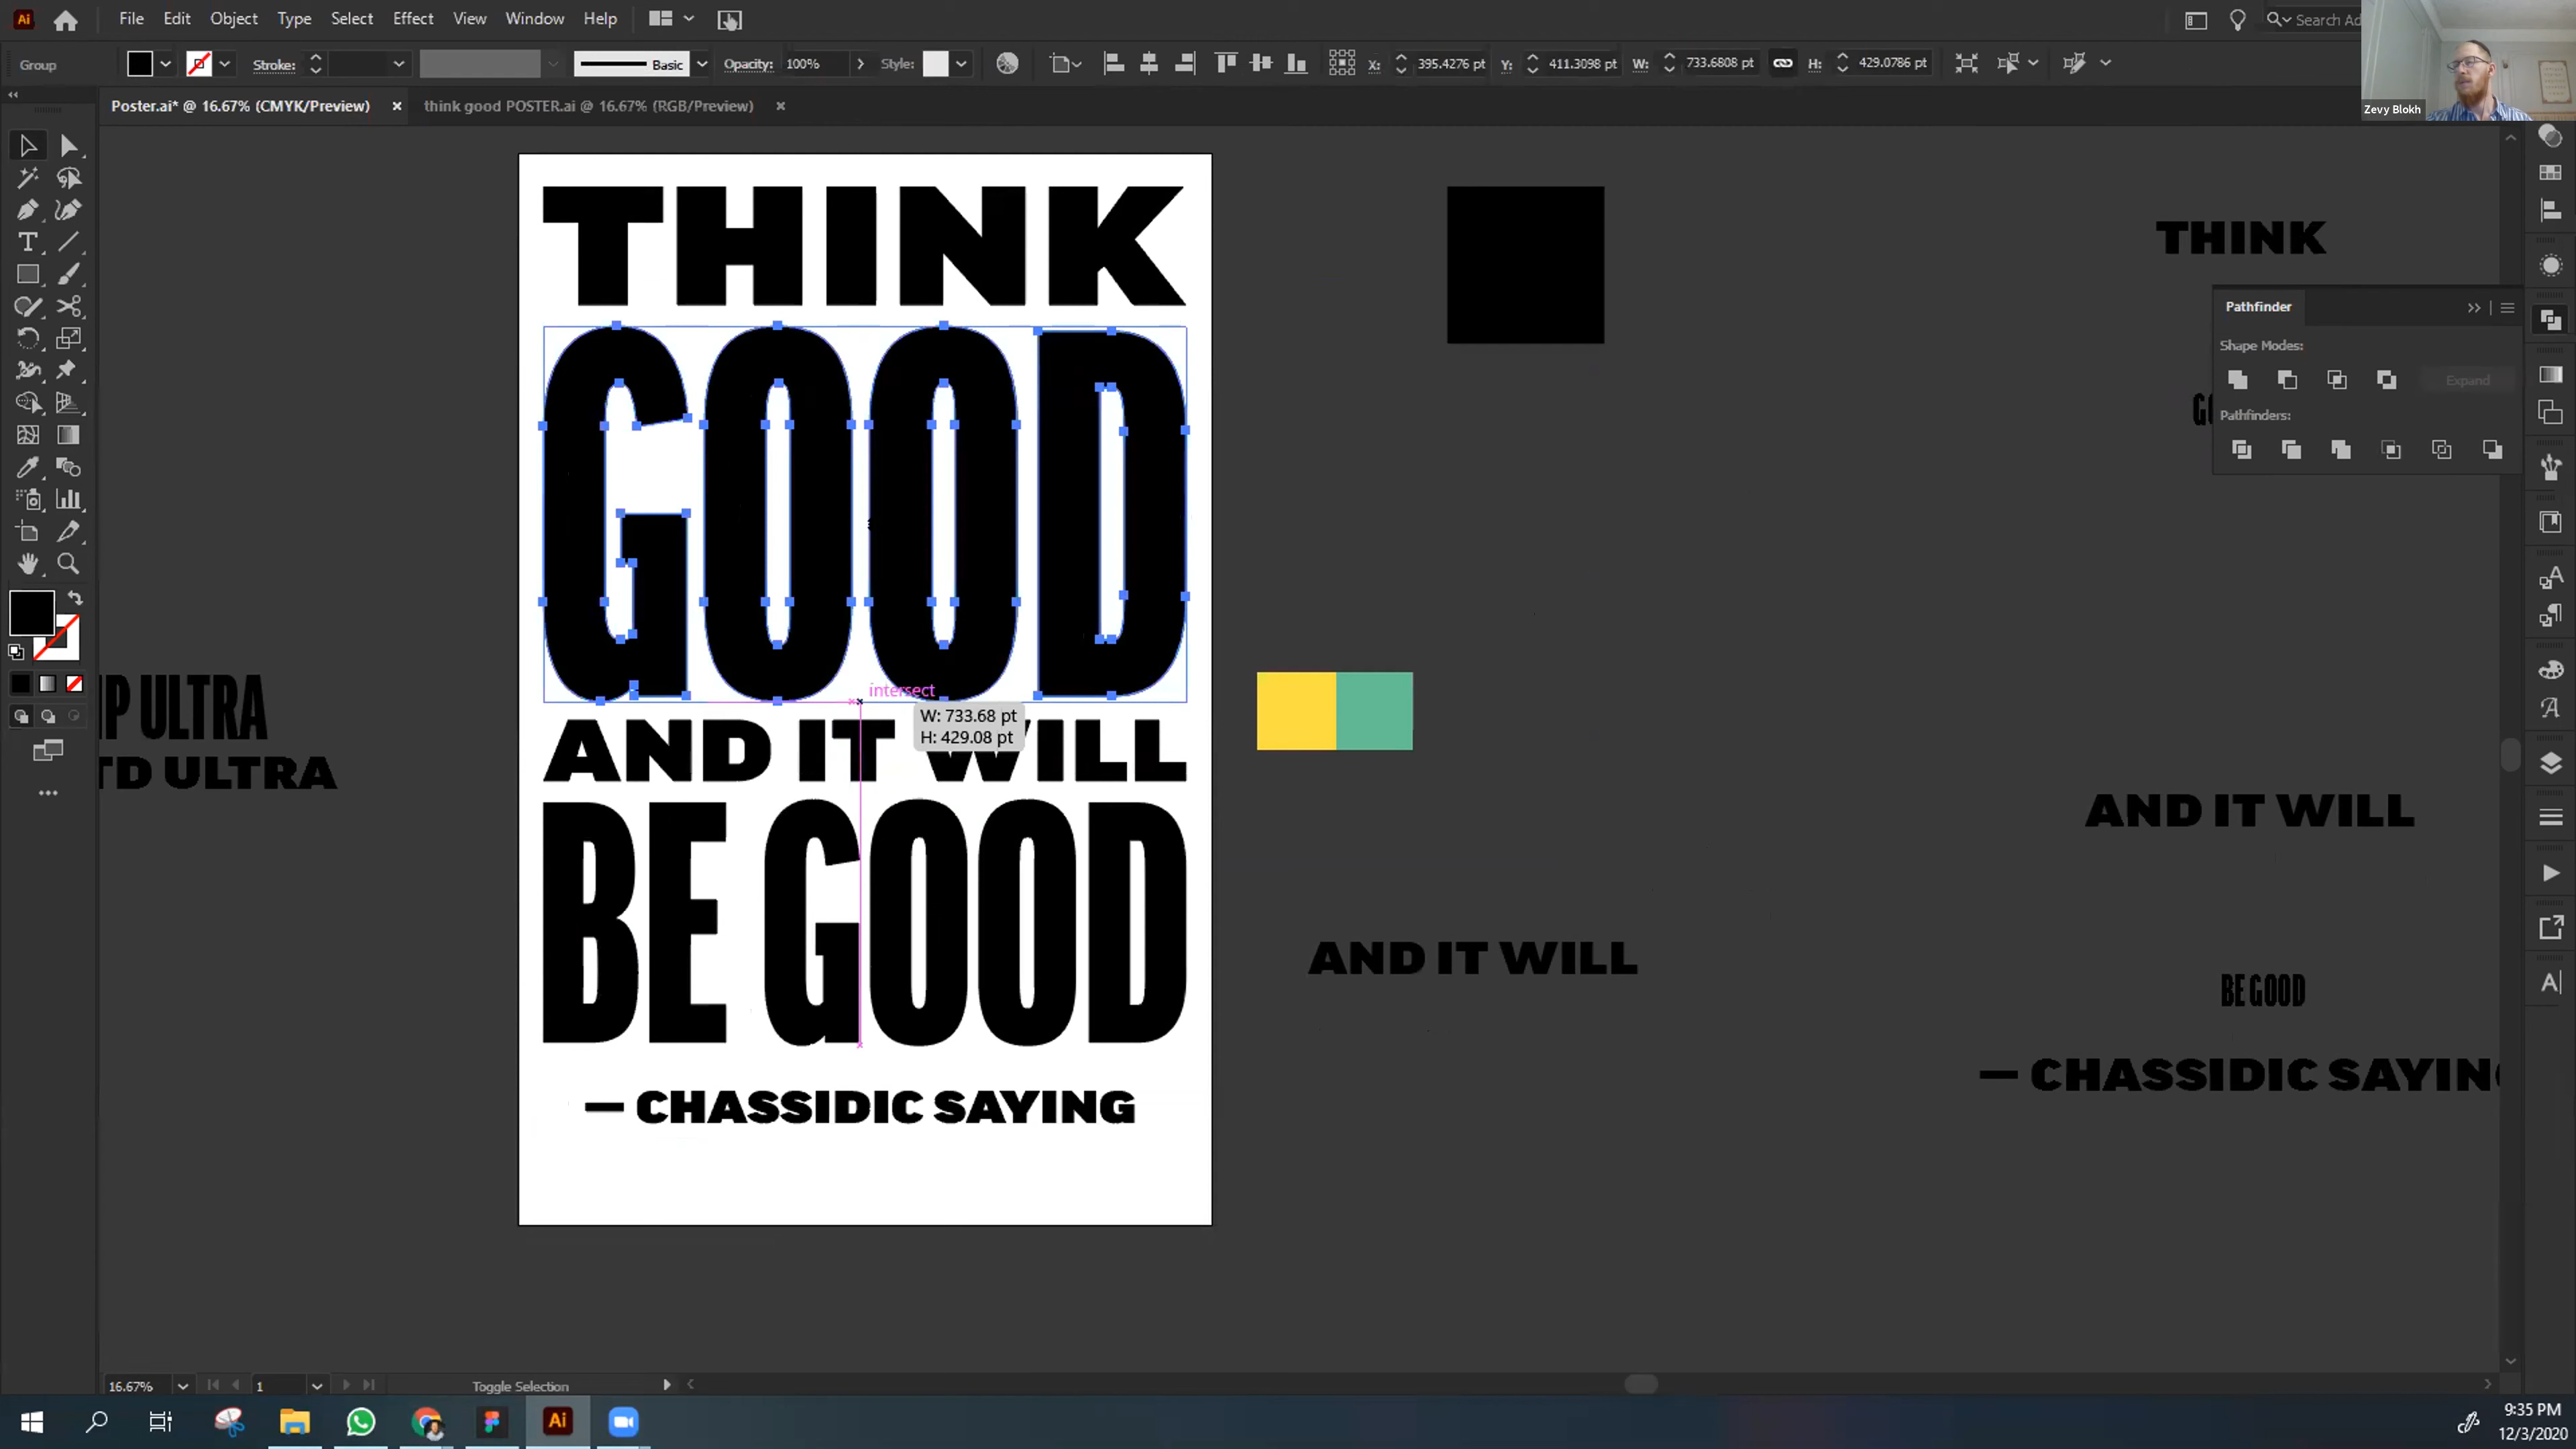 Ai File Edit Object Type Select Effect View Window Help
Zevy Blokh
Group Stroke: Basic Opacity: 100% Style: X: 395.4276 pt Y: 411.3098 pt W: 733.6808 pt H: 429.0786 pt
Poster.ai* @ 16.67% (CMYK/Preview) × think good POSTER.ai @ 16.67% (RGB/Preview) ×
THINK
GOOD
intersect
W: 733.68 pt
H: 429.08 pt
AND IT WILL
BE GOOD
— CHASSIDIC SAYING
ULTRA
TD ULTRA
AND IT WILL
THINK
Pathfinder
Shape Modes:
Expand
Pathfinders:
AND IT WILL
BE GOOD
— CHASSIDIC SAYING
16.67% 1 Toggle Selection
Ai
9:35 PM
12/3/2020